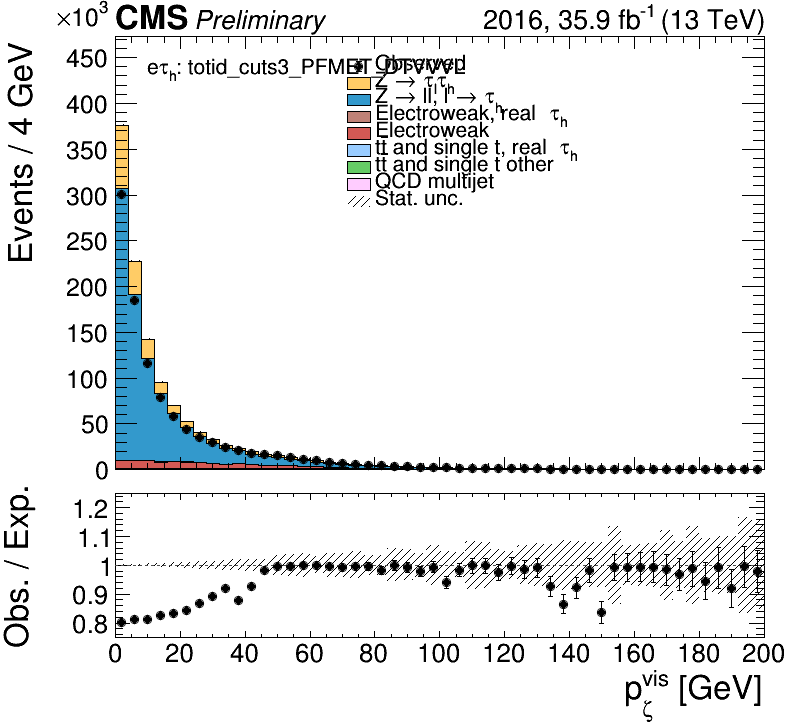 ×10³ CMS Preliminary 2016, 35.9 fb⁻¹ (13 TeV)
eτₕ: totid_cuts3_PFMET_DTVVVL
Observed
Z → τₗτₕ
Z → ll, l → τₕ
Electroweak, real τₕ
Electroweak
tt̄ and single t, real τₕ
tt̄ and single t other
QCD multijet
Stat. unc.
Events / 4 GeV
450
400
350
300
250
200
150
100
50
0
Obs. / Exp.
1.2
1.1
1
0.9
0.8
0 20 40 60 80 100 120 140 160 180 200
p_ζ^vis [GeV]